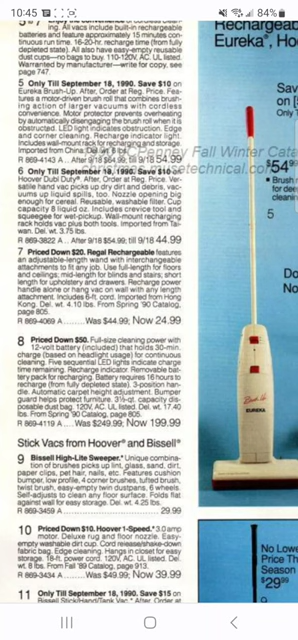 10:45
84%
5-7 Enjoy the convenience of cordless clean-
ing. All vacs include built-in rechargeable
batteries and feature approximately 15 minutes con-
tinuous run time. 16-20-hr. recharge time (from fully
depleted state). All also have easy-empty reusable
dust cups—no bags to buy. 110-120V, AC. UL listed.
Warranted by manufacturer—write for copy, see
page 747.
5 Only Till September 18, 1990. Save $10 on
Eureka Brush-Up. After, Order at Reg. Price. Fea-
tures a motor-driven brush roll that combines brush-
ing action of larger vacuums with cordless
convenience. Motor protector prevents overheating
by automatically disengaging the brush roll when it is
obstructed. LED light indicates obstruction. Edge
and corner cleaning. Recharge indicator light.
Includes wall-mount rack for recharging and storage.
Imported from China. Del. wt. 8 lbs.
R 869-4143 A... After 9/18 $64.99; till 9/18 54.99
6 Only Till September 18, 1990. Save $10 on
Hoover Dubl Duty®. After, Order at Reg. Price. Ver-
satile hand vac picks up dry dirt and debris, vac-
uums up liquid spills, too. Nozzle opening big
enough for cereal. Reusable, washable filter. Cup
capacity 8 liquid oz. Includes crevice tool and
squeegee for wet-pickup. Wall-mount recharging
rack holds vac plus both tools. Imported from Tai-
wan. Del. wt. 3.75 lbs.
R 869-3822 A... After 9/18 $54.99; till 9/18 44.99
7 Priced Down $20. Regal Rechargeable features
an adjustable-length wand with interchangeable
attachments to fit any job. Use full-length for floors
and ceilings; mid-length for blinds and stairs; short
length for upholstery and drawers. Recharge power
handle alone or hang vac on wall with any length
attachment. Includes 6-ft. cord. Imported from Hong
Kong. Del. wt. 4.10 lbs. From Spring '90 Catalog,
page 805.
R 869-4069 A........Was $44.99; Now 24.99
8 Priced Down $50. Full-size cleaning power with
12-volt battery (included) that holds 30-min.
charge (based on headlight usage) for continuous
cleaning. Five sequential LED lights indicate charge
time remaining. Recharge indicator. Removable bat-
tery pack for recharging. Battery requires 16 hours to
recharge (from fully depleted state). 3-position han-
dle. Automatic carpet height adjustment. Bumper
guard helps protect furniture. 3½-qt. capacity dis-
posable dust bag. 120V, AC. UL listed. Del. wt. 17.40
lbs. From Spring '90 Catalog, page 805.
R 869-4119 A.....Was $249.99; Now 199.99
Stick Vacs from Hoover® and Bissell®
9 Bissell High-Lite Sweeper.* Unique combina-
tion of brushes picks up lint, glass, sand, dirt,
paper clips, pet hair, nails, etc. Features cushion
bumper, low profile, 4 corner brushes, tufted brush,
twist brush, easy-empty twin dustpans, 6 wheels.
Self-adjusts to clean any floor surface. Folds flat
against wall for easy storage. Del. wt. 4.25 lbs.
R 869-3459 A........................29.99
10 Priced Down $10. Hoover 1-Speed.* 3.0 amp
motor. Deluxe rug and floor nozzle. Easy-
empty washable dirt cup. Cord release/shake-down
fabric bag. Edge cleaning. Hangs in closet for easy
storage. 18-ft. power cord. 120V, AC. UL listed. Del.
wt. 8 lbs. From Fall '89 Catalog, page 913.
R 869-3434 A.......Was $49.99; Now 39.99
11 Only Till September 18, 1990. Save $15 on
Bissell Stick/Hand/Tank Vac.* After, Order at
Penney Fall Winter Cata
Rechargeab
Eureka®, Ho
Sav
on
Only T
$54 99
• Brush r
for dee
cleanin
5
Do
No
Brush Up
EUREKA
No Lowe
Price Th
Season
$29 99
9